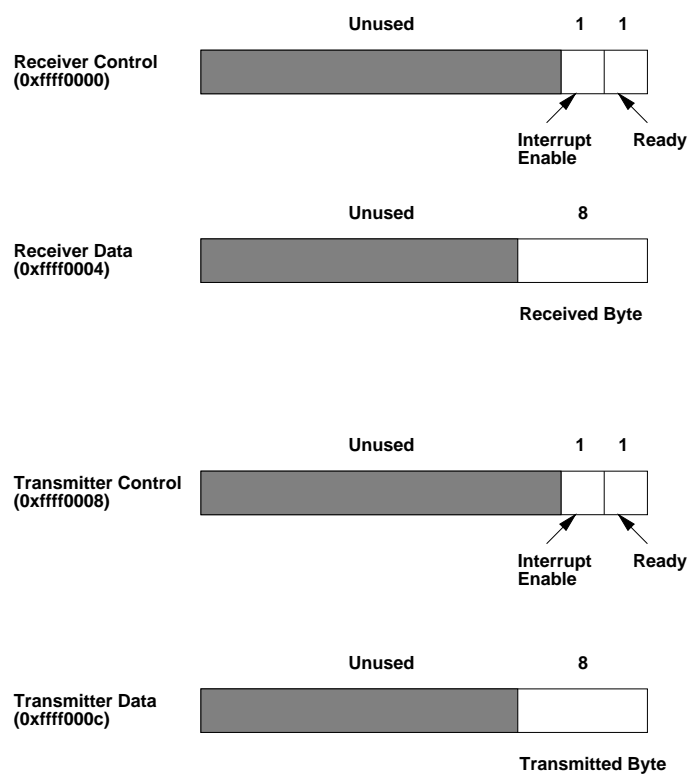 Unused 1 1
Receiver Control
(0xffff0000)
Interrupt Ready
Enable
Unused 8
Receiver Data
(0xffff0004)
Received Byte
Unused 1 1
Transmitter Control
(0xffff0008)
Interrupt Ready
Enable
Unused 8
Transmitter Data
(0xffff000c)
Transmitted Byte